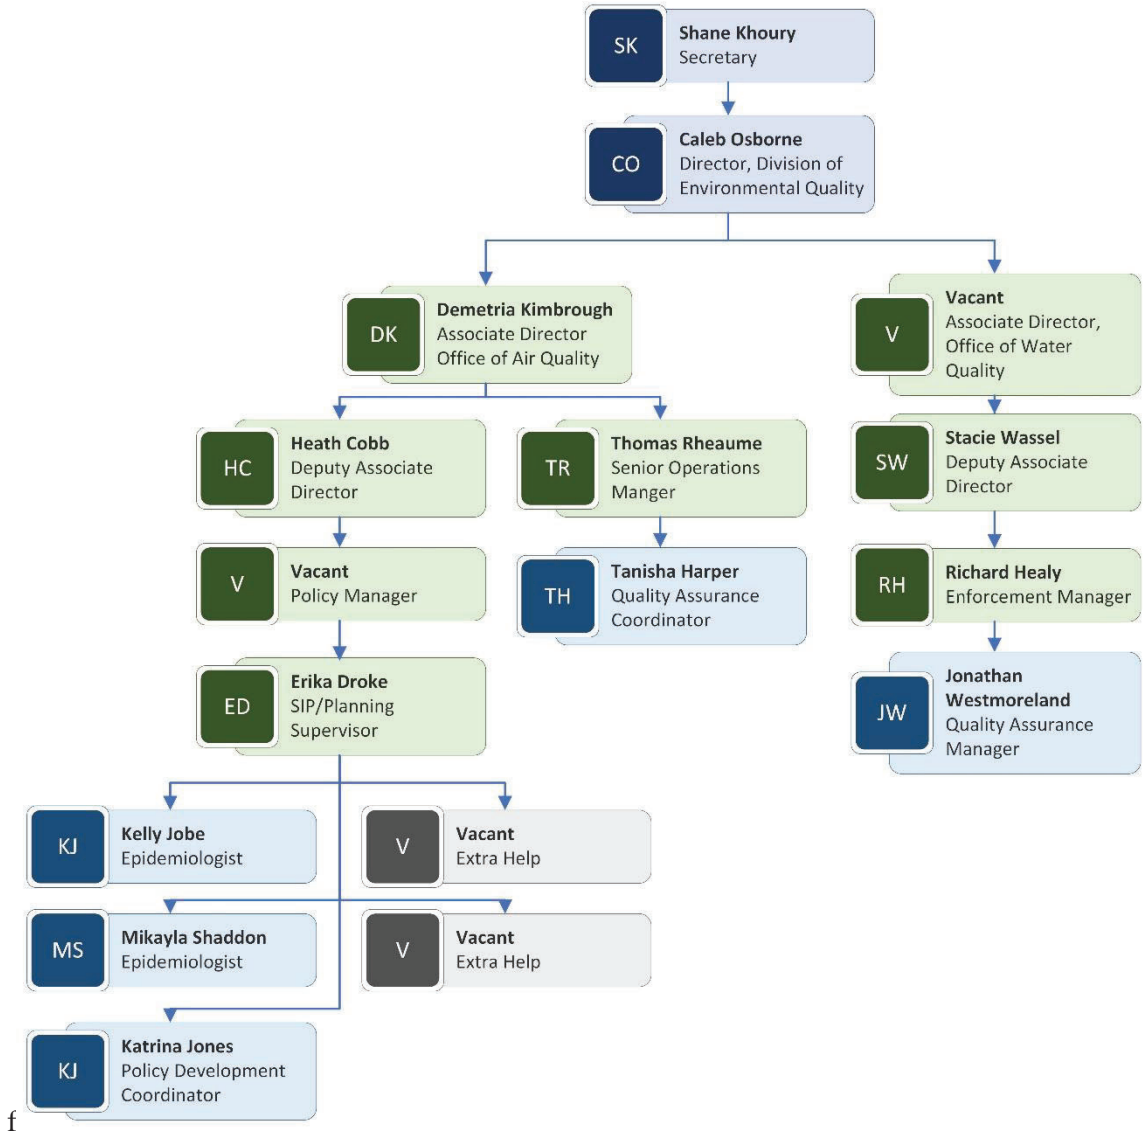 SK
Shane Khoury
Secretary
CO
Caleb Osborne
Director, Division of
Environmental Quality
DK
Demetria Kimbrough
Associate Director
Office of Air Quality
V
Vacant
Associate Director,
Office of Water
Quality
HC
Heath Cobb
Deputy Associate
Director
TR
Thomas Rheaume
Senior Operations
Manger
SW
Stacie Wassel
Deputy Associate
Director
V
Vacant
Policy Manager
TH
Tanisha Harper
Quality Assurance
Coordinator
RH
Richard Healy
Enforcement Manager
ED
Erika Droke
SIP/Planning
Supervisor
JW
Jonathan
Westmoreland
Quality Assurance
Manager
KJ
Kelly Jobe
Epidemiologist
V
Vacant
Extra Help
MS
Mikayla Shaddon
Epidemiologist
V
Vacant
Extra Help
KJ
Katrina Jones
Policy Development
Coordinator
f